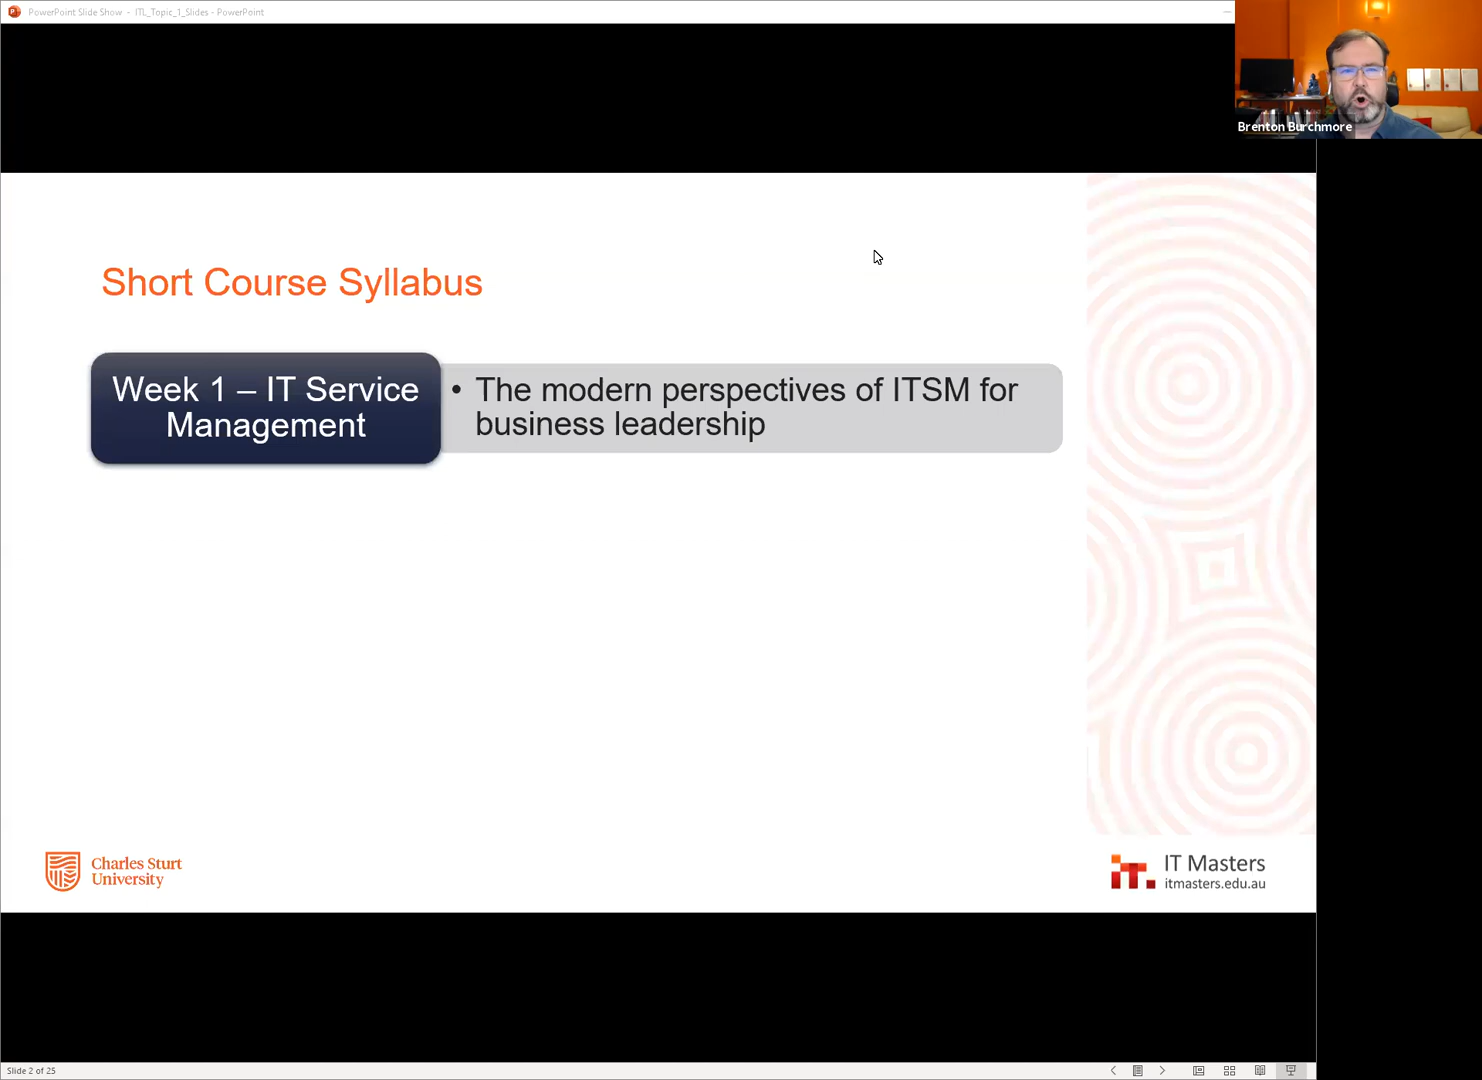 PowerPoint Slide Show - ITL_Topic_1_Slides - PowerPoint
Brenton Burchmore
Short Course Syllabus
Week 1 – IT Service
Management
• The modern perspectives of ITSM for
business leadership
Charles Sturt
University
IT Masters
itmasters.edu.au
Slide 2 of 25